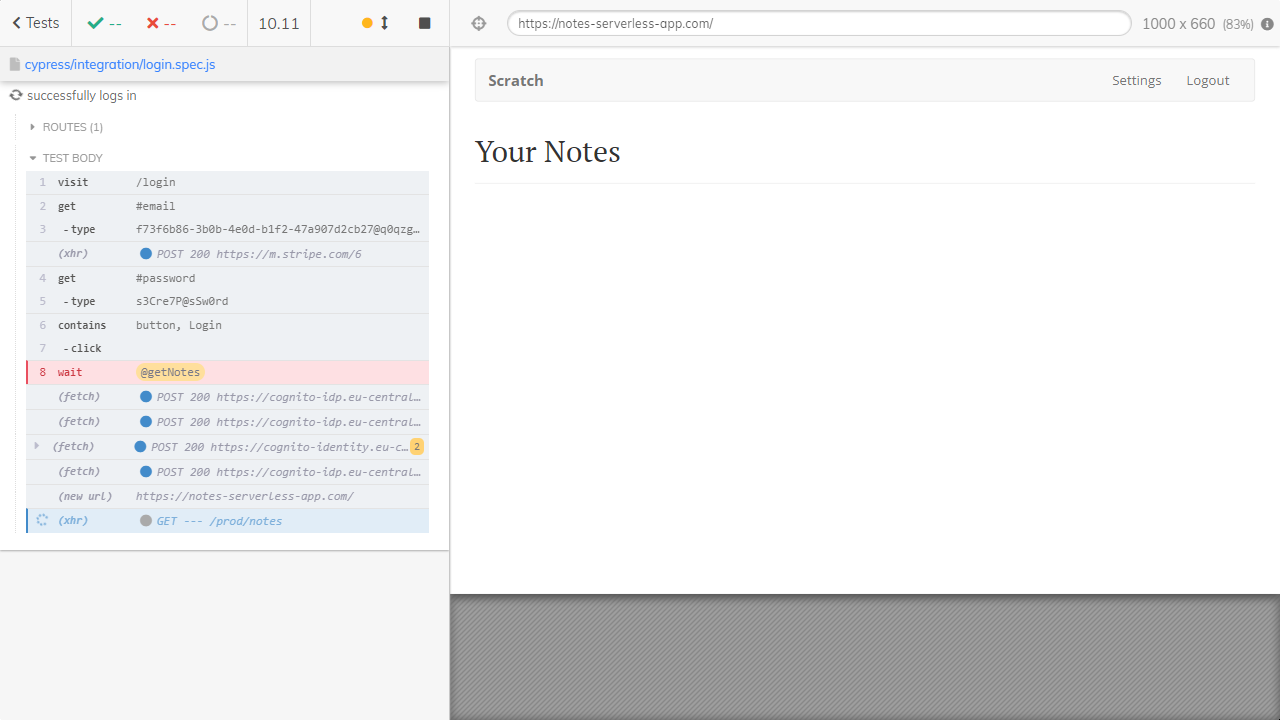 Tests
--
--
--
10.11
https://notes-serverless-app.com/
1000 x 660 (83%)
cypress/integration/login.spec.js
successfully logs in
ROUTES (1)
TEST BODY
1 visit /login
2 get #email
3 -type f73f6b86-3b0b-4e0d-b1f2-47a907d2cb27@q0qzg…
(xhr) POST 200 https://m.stripe.com/6
4 get #password
5 -type s3Cre7P@sSw0rd
6 contains button, Login
7 -click
8 wait @getNotes
(fetch) POST 200 https://cognito-idp.eu-central…
(fetch) POST 200 https://cognito-idp.eu-central…
(fetch) POST 200 https://cognito-identity.eu-c… 2
(fetch) POST 200 https://cognito-idp.eu-central…
(new url) https://notes-serverless-app.com/
(xhr) GET --- /prod/notes
Scratch
Settings
Logout
Your Notes